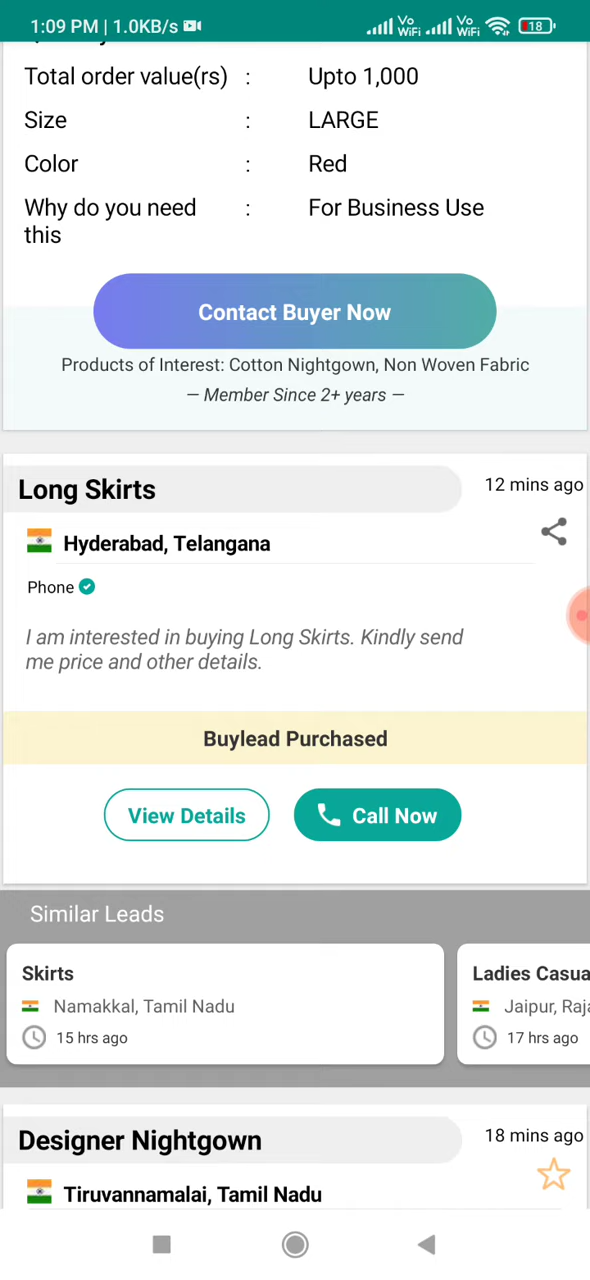 1:09 PM | 1.0KB/s
Vo WiFi Vo WiFi 18
Total order value(rs) : Upto 1,000
Size : LARGE
Color : Red
Why do you need this : For Business Use
Contact Buyer Now
Products of Interest: Cotton Nightgown, Non Woven Fabric
— Member Since 2+ years —
Long Skirts
12 mins ago
Hyderabad, Telangana
Phone
I am interested in buying Long Skirts. Kindly send
me price and other details.
Buylead Purchased
View Details
Call Now
Similar Leads
Skirts
Namakkal, Tamil Nadu
15 hrs ago
Ladies Casua
Jaipur, Raja
17 hrs ago
Designer Nightgown
18 mins ago
Tiruvannamalai, Tamil Nadu